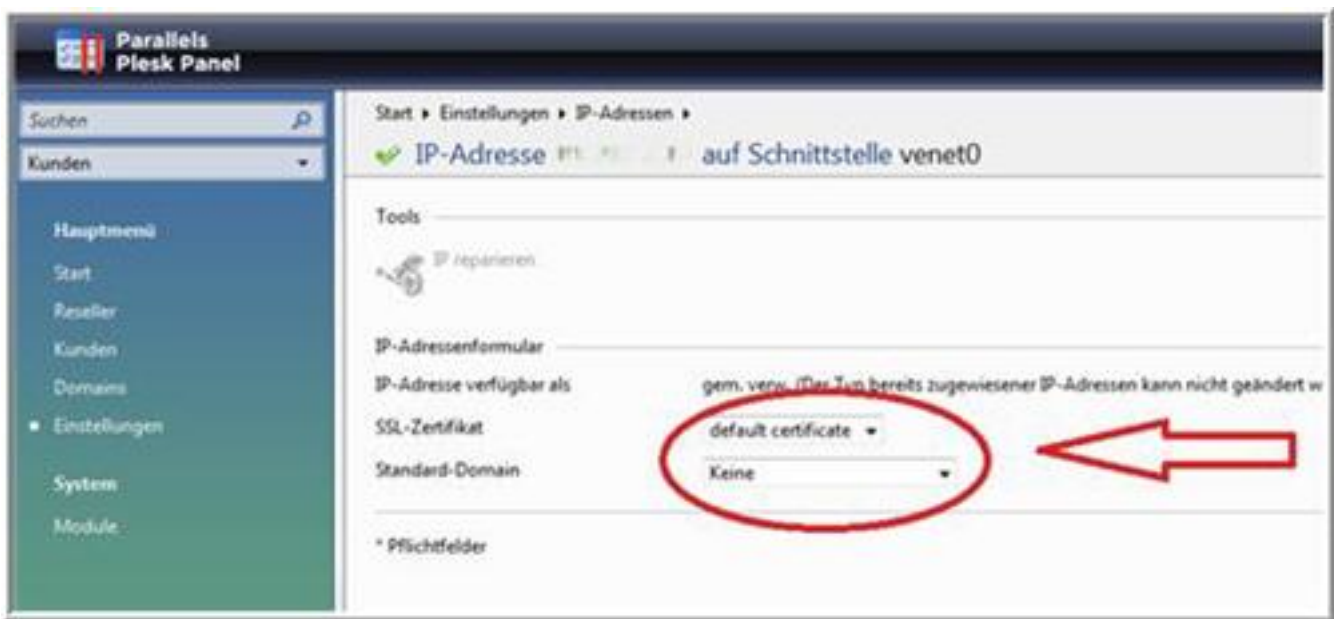 Parallels
Plesk Panel
Suchen
Kunden
Hauptmenü
Start
Reseller
Kunden
Domains
Einstellungen
System
Module
Start ▸ Einstellungen ▸ IP-Adressen ▸
IP-Adresse auf Schnittstelle venet0
Tools
IP reparieren
IP-Adressenformular
IP-Adresse verfügbar als gem. verw. (Der Typ bereits zugewiesener IP-Adressen kann nicht geändert w
SSL-Zertifikat default certificate
Standard-Domain Keine
* Pflichtfelder